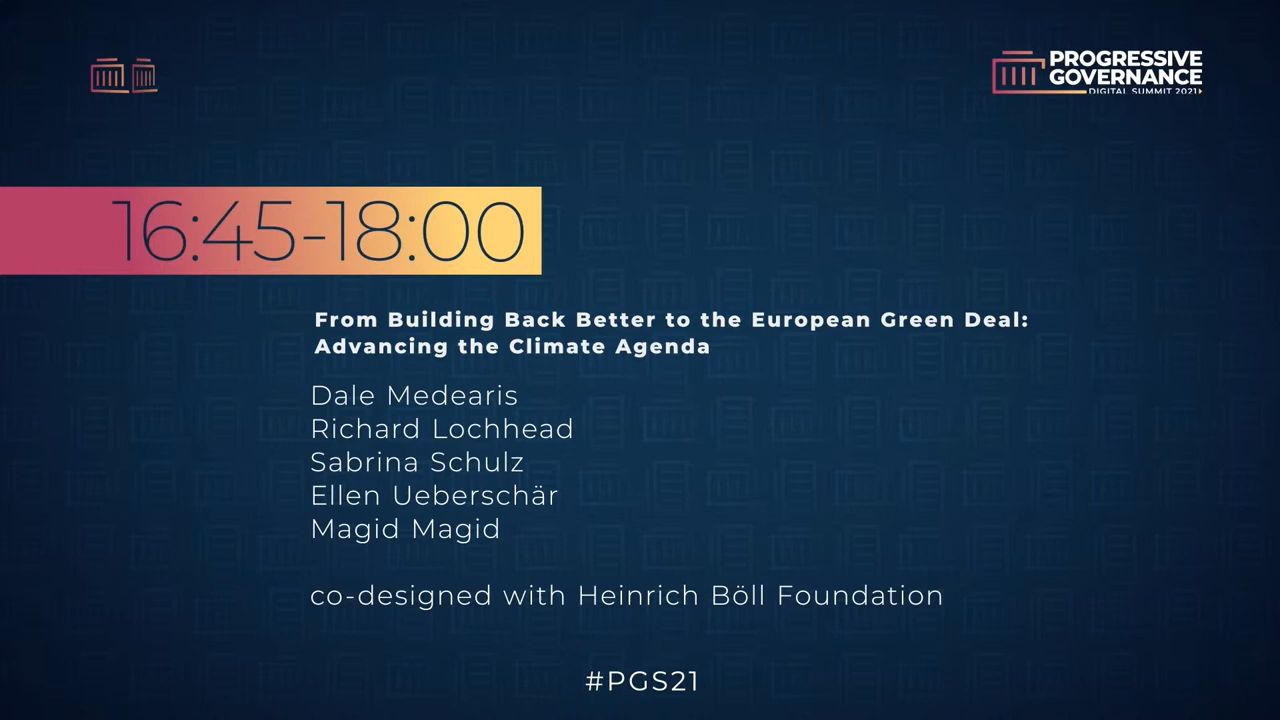 PROGRESSIVE
GOVERNANCE
DIGITAL SUMMIT 2021
16:45-18:00
From Building Back Better to the European Green Deal:
Advancing the Climate Agenda
Dale Medearis
Richard Lochhead
Sabrina Schulz
Ellen Ueberschär
Magid Magid
co-designed with Heinrich Böll Foundation
#PGS21